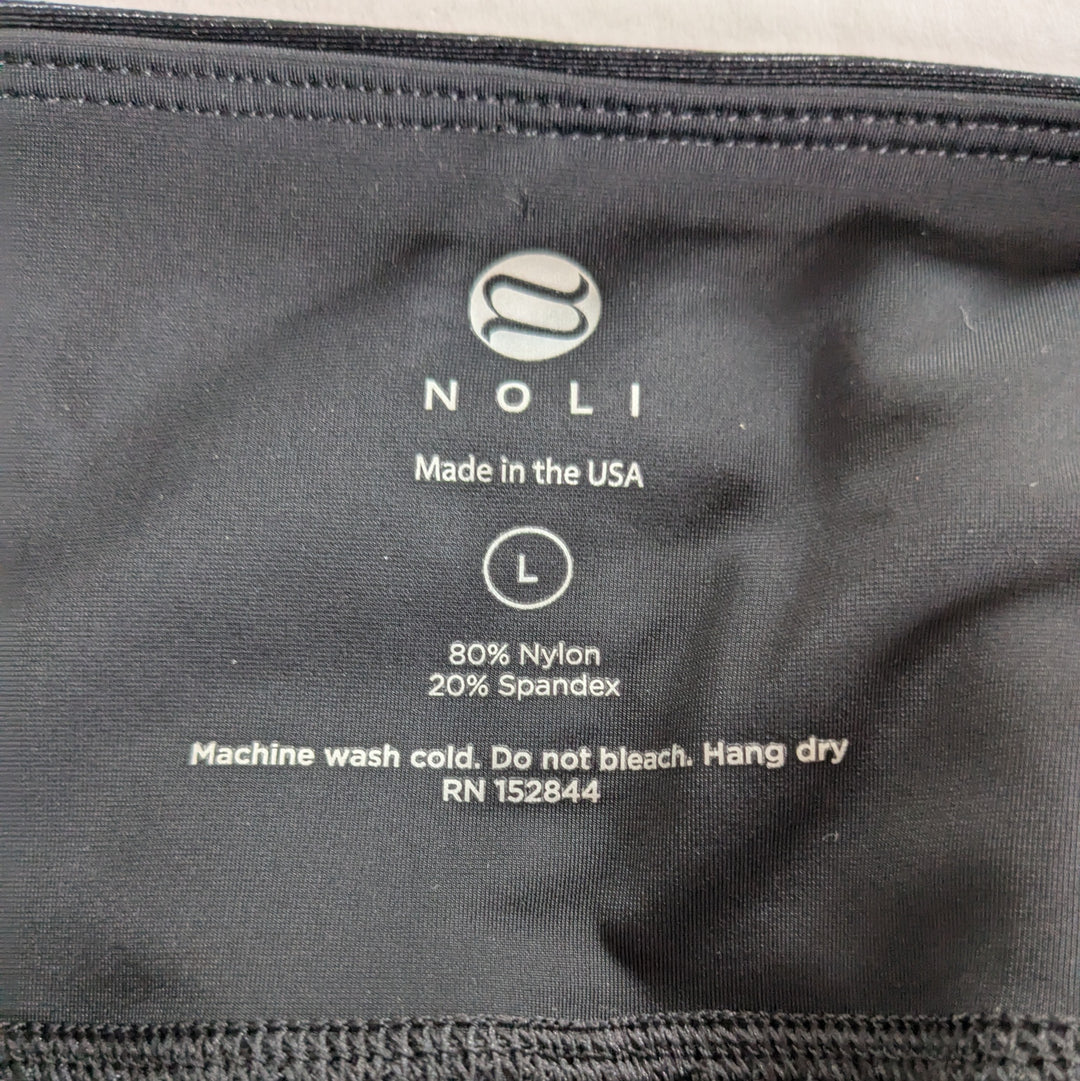 NOLI
Made in the USA
L
80% Nylon
20% Spandex
Machine wash cold. Do not bleach. Hang dry
RN 152844